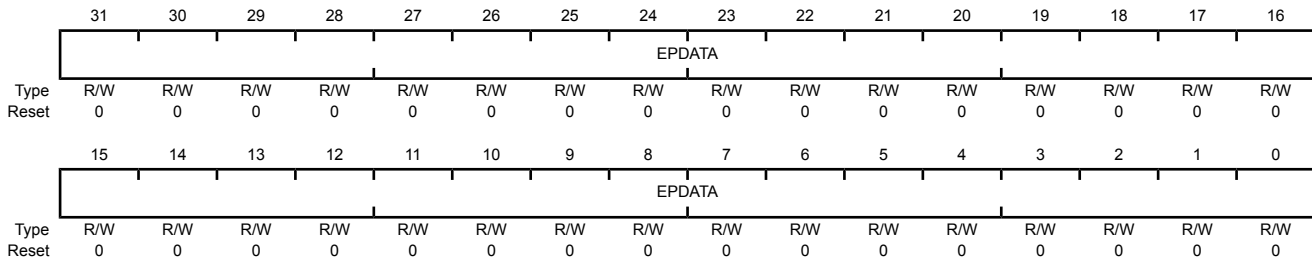 31 30 29 28 27 26 25 24 23 22 21 20 19 18 17 16
EPDATA
Type R/W R/W R/W R/W R/W R/W R/W R/W R/W R/W R/W R/W R/W R/W R/W R/W
Reset 0 0 0 0 0 0 0 0 0 0 0 0 0 0 0 0
15 14 13 12 11 10 9 8 7 6 5 4 3 2 1 0
EPDATA
Type R/W R/W R/W R/W R/W R/W R/W R/W R/W R/W R/W R/W R/W R/W R/W R/W
Reset 0 0 0 0 0 0 0 0 0 0 0 0 0 0 0 0